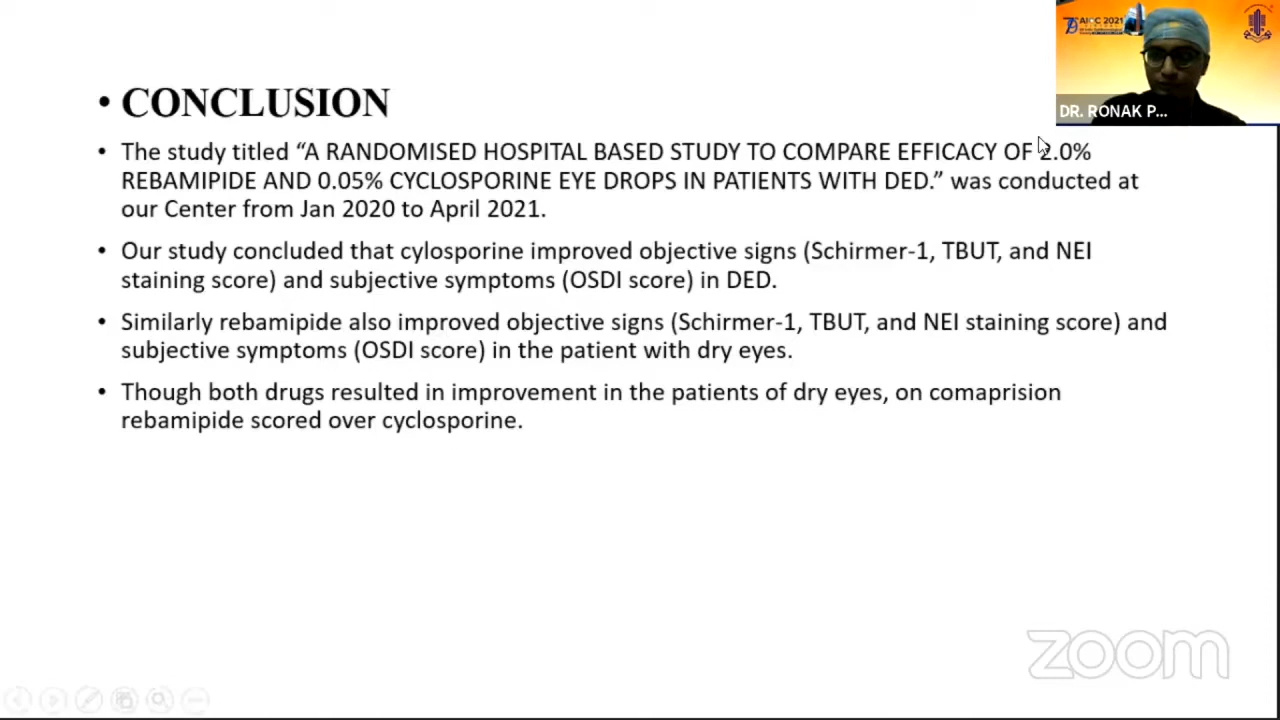 AIOC 2021
DR. RONAK P...
• CONCLUSION
• The study titled “A RANDOMISED HOSPITAL BASED STUDY TO COMPARE EFFICACY OF 2.0%
REBAMIPIDE AND 0.05% CYCLOSPORINE EYE DROPS IN PATIENTS WITH DED.” was conducted at
our Center from Jan 2020 to April 2021.
• Our study concluded that cylosporine improved objective signs (Schirmer-1, TBUT, and NEI
staining score) and subjective symptoms (OSDI score) in DED.
• Similarly rebamipide also improved objective signs (Schirmer-1, TBUT, and NEI staining score) and
subjective symptoms (OSDI score) in the patient with dry eyes.
• Though both drugs resulted in improvement in the patients of dry eyes, on comaprision
rebamipide scored over cyclosporine.
zoom